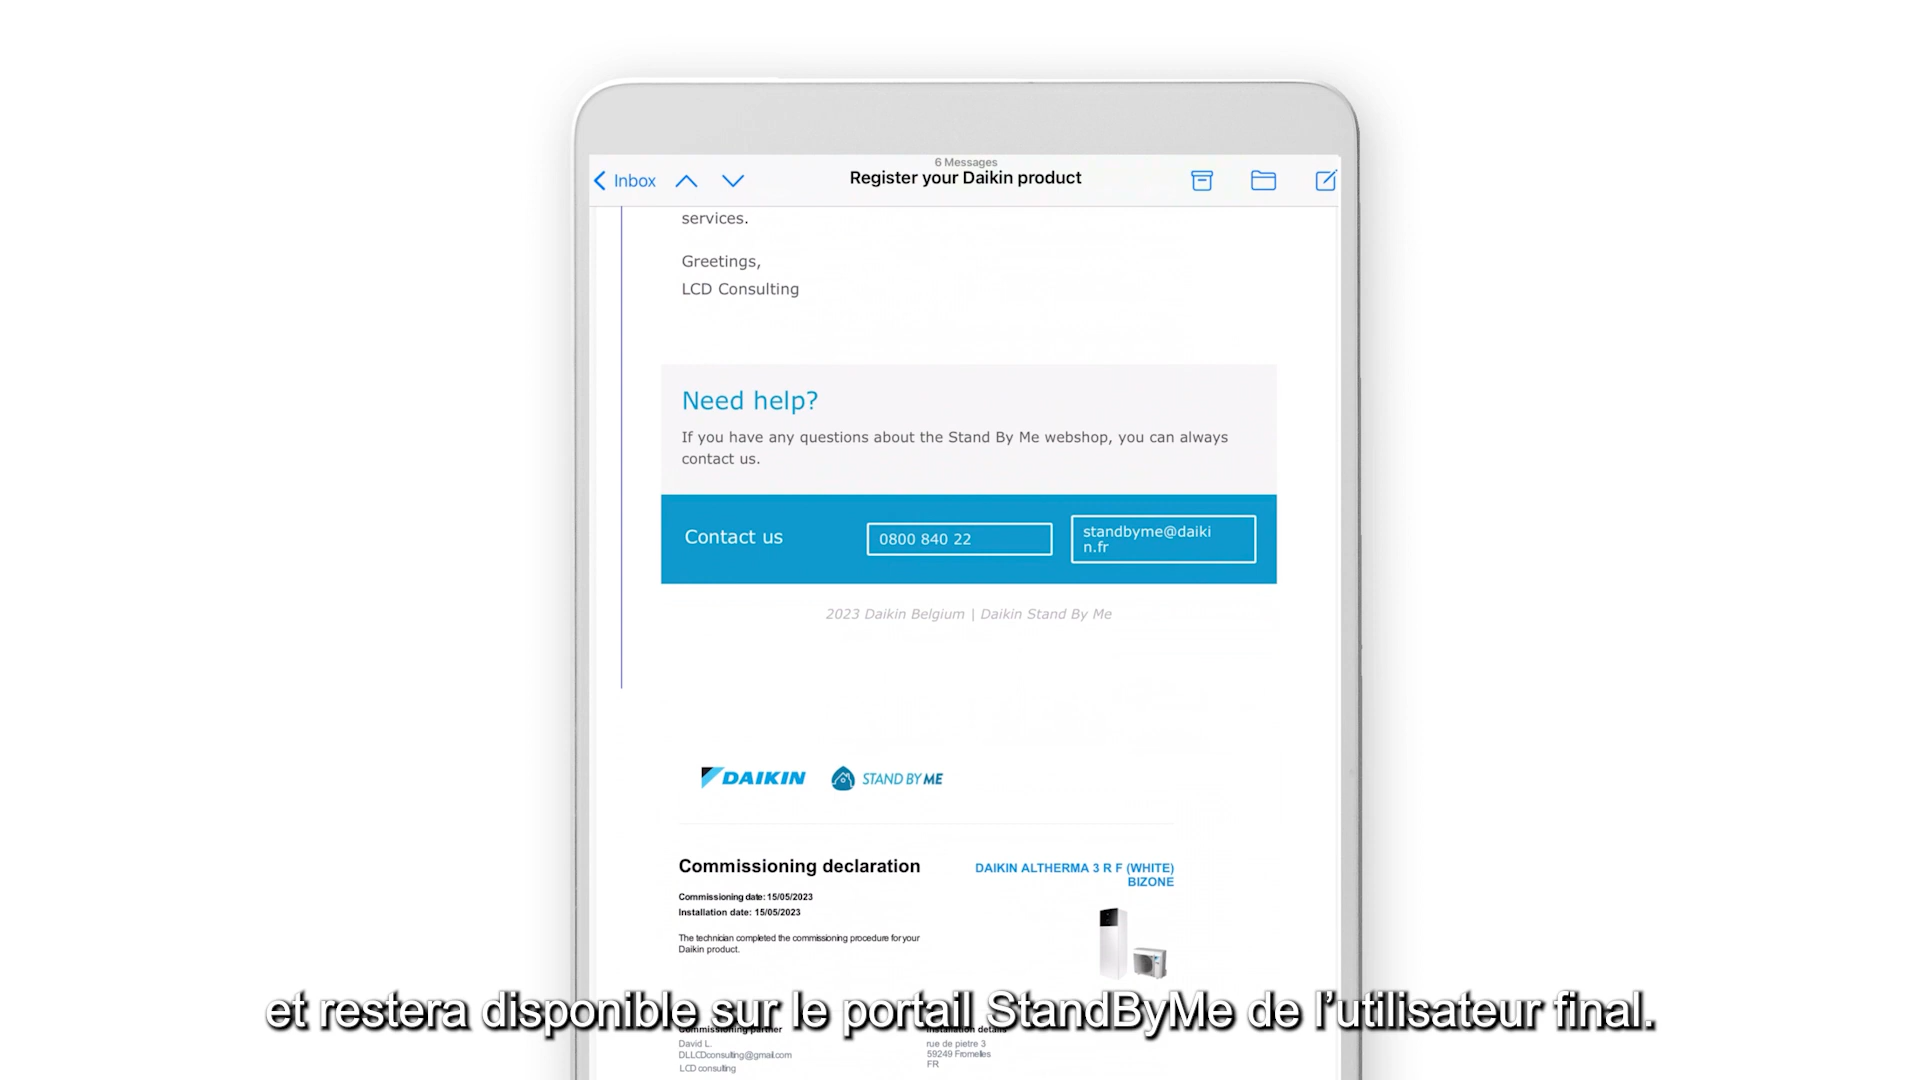 6 Messages
Inbox
Register your Daikin product
services.
Greetings,
LCD Consulting
Need help?
If you have any questions about the Stand By Me webshop, you can always
contact us.
Contact us
0800 840 22
standbyme@daiki
n.fr
2023 Daikin Belgium | Daikin Stand By Me
DAIKIN
STAND BY ME
Commissioning declaration
DAIKIN ALTHERMA 3 R F (WHITE)
BIZONE
Commissioning date: 15/05/2023
Installation date: 15/05/2023
The technician completed the commissioning procedure for your
Daikin product.
et restera disponible sur le portail StandByMe de l’utilisateur final.
Commissioning partner
Installation details
David L.
DLLCDconsulting@gmail.com
LCD consulting
rue de pietre 3
59249 Fromelles
FR